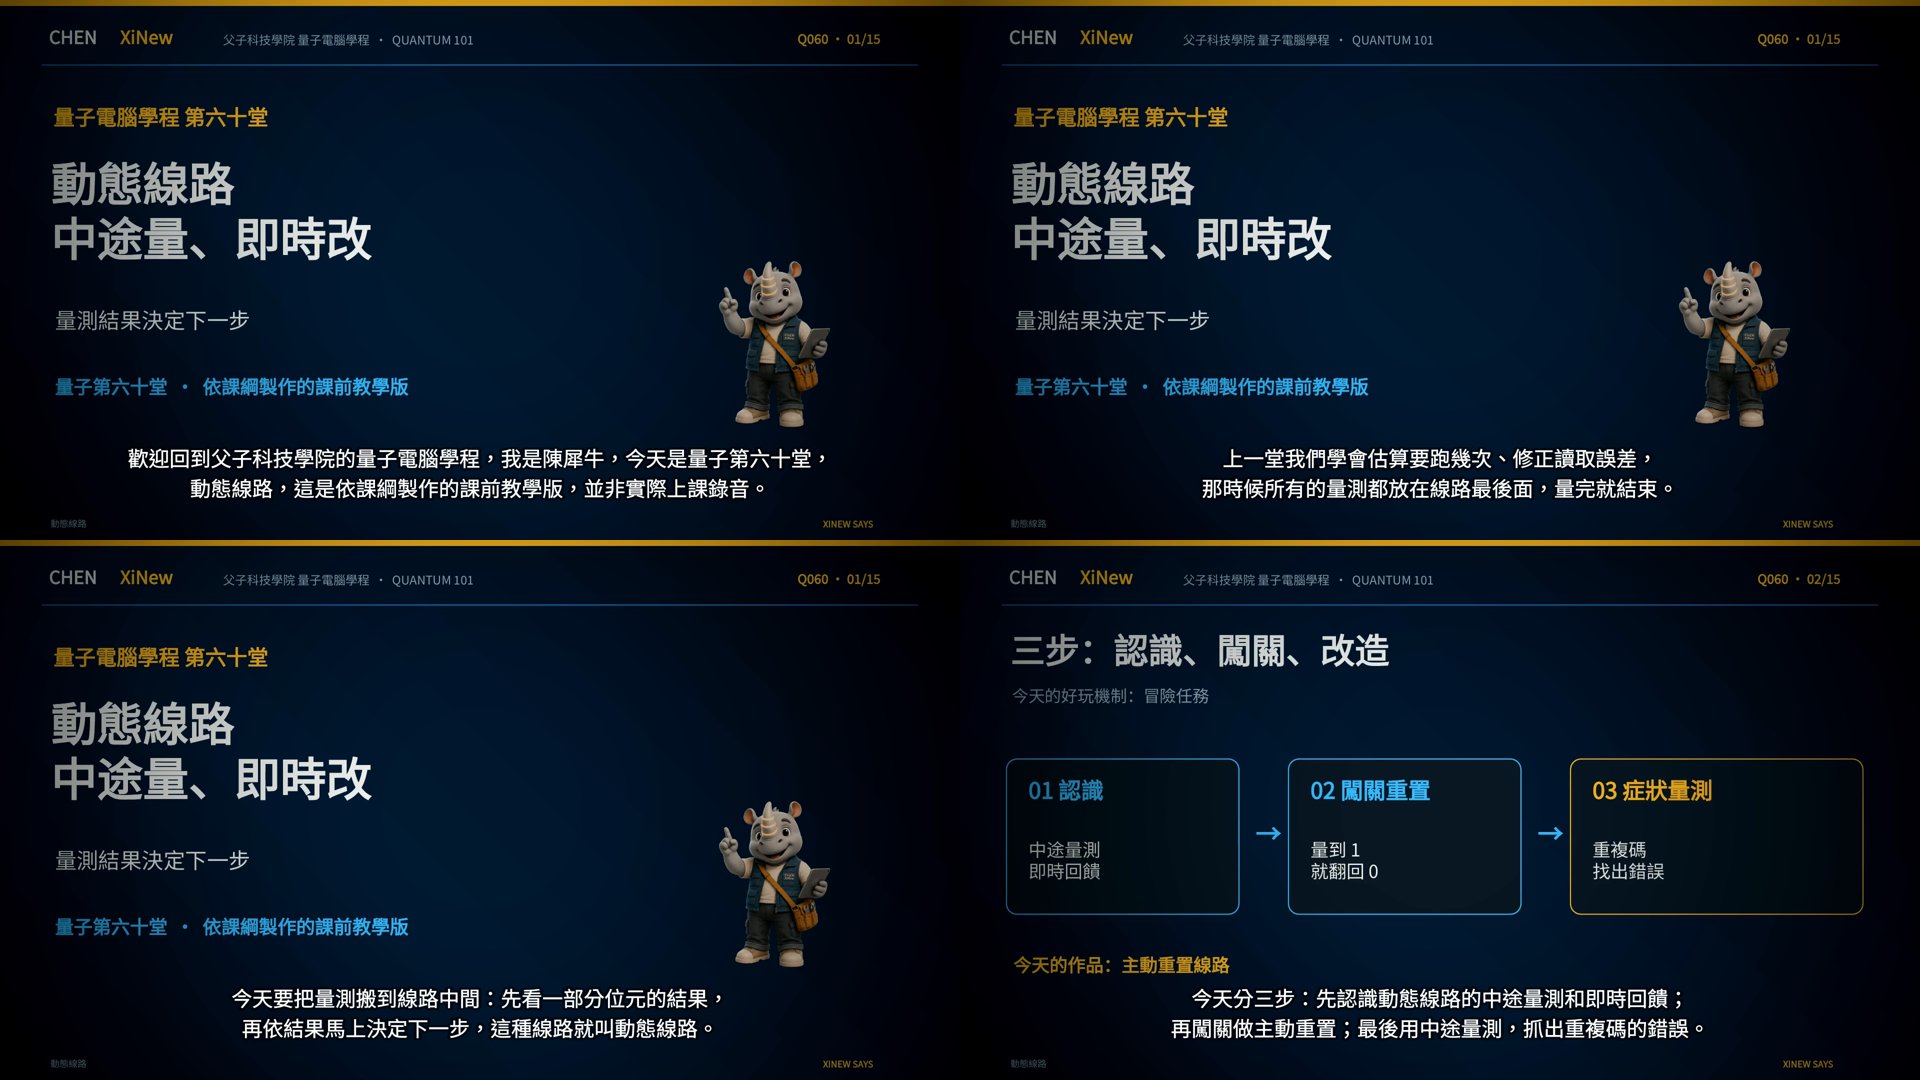 CHEN XiNew 父子科技學院 量子電腦學程 · QUANTUM 101 Q060 · 01/15
量子電腦學程 第六十堂
動態線路
中途量、即時改
量測結果決定下一步
量子第六十堂 · 依課綱製作的課前教學版
歡迎回到父子科技學院的量子電腦學程，我是陳犀牛，今天是量子第六十堂，
動態線路，這是依課綱製作的課前教學版，並非實際上課錄音。
動態線路 XINEW SAYS
CHEN XiNew 父子科技學院 量子電腦學程 · QUANTUM 101 Q060 · 01/15
量子電腦學程 第六十堂
動態線路
中途量、即時改
量測結果決定下一步
量子第六十堂 · 依課綱製作的課前教學版
上一堂我們學會估算要跑幾次、修正讀取誤差，
那時候所有的量測都放在線路最後面，量完就結束。
動態線路 XINEW SAYS
CHEN XiNew 父子科技學院 量子電腦學程 · QUANTUM 101 Q060 · 01/15
量子電腦學程 第六十堂
動態線路
中途量、即時改
量測結果決定下一步
量子第六十堂 · 依課綱製作的課前教學版
今天要把量測搬到線路中間：先看一部分位元的結果，
再依結果馬上決定下一步，這種線路就叫動態線路。
動態線路 XINEW SAYS
CHEN XiNew 父子科技學院 量子電腦學程 · QUANTUM 101 Q060 · 02/15
三步：認識、闖關、改造
今天的好玩機制：冒險任務
01 認識
中途量測
即時回饋
→
02 闖關重置
量到 1
就翻回 0
→
03 症狀量測
重複碼
找出錯誤
今天的作品：主動重置線路
今天分三步：先認識動態線路的中途量測和即時回饋；
再闖關做主動重置；最後用中途量測，抓出重複碼的錯誤。
動態線路 XINEW SAYS